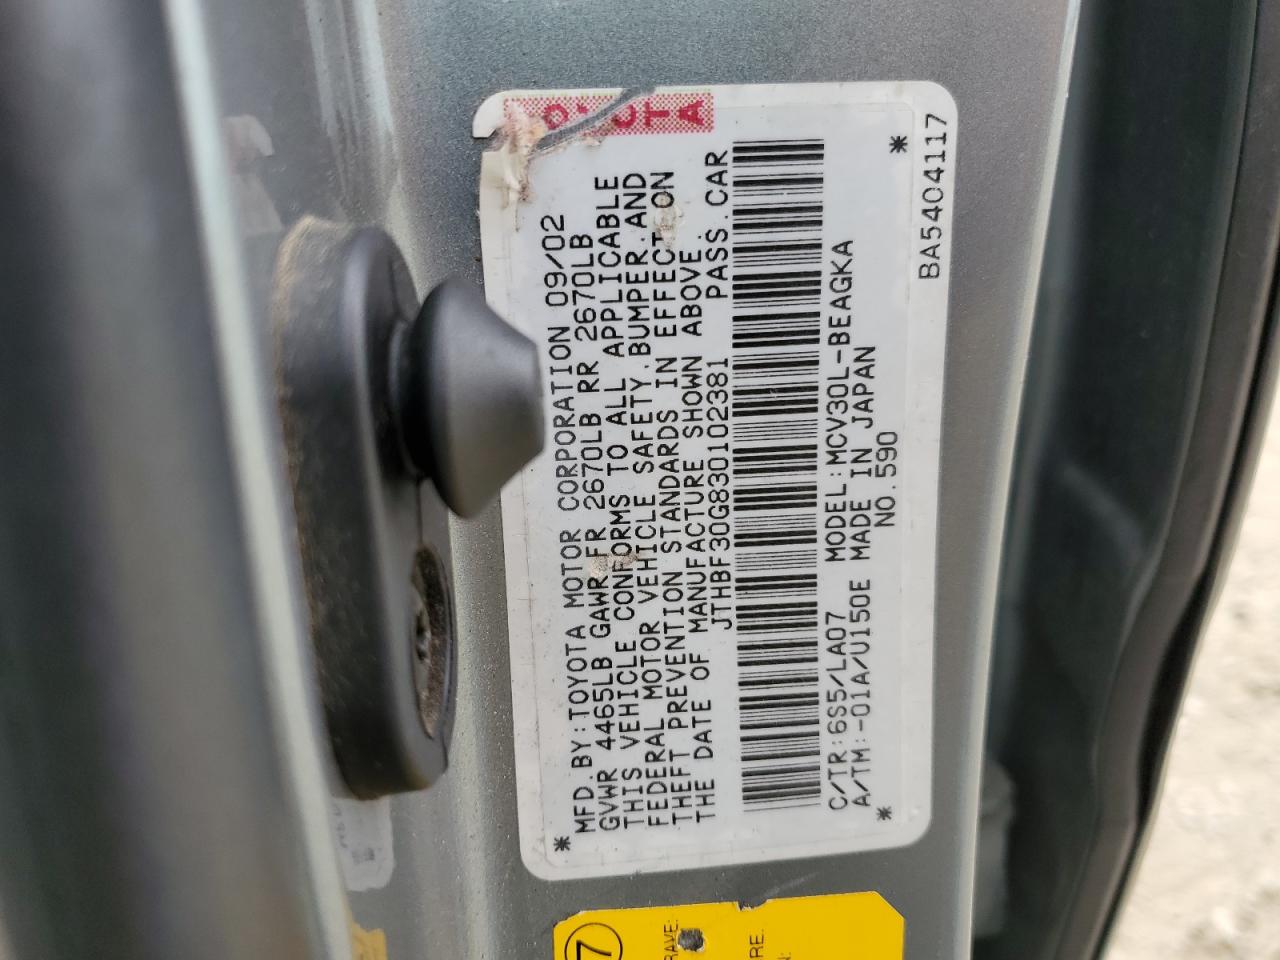 MFD.BY:TOYOTA MOTOR CORPORATION 09/02
GVWR 4465LB GAWR FR 2670LB RR 2670LB
THIS VEHICLE CONFORMS TO ALL APPLICABLE
FEDERAL MOTOR VEHICLE SAFETY, BUMPER, AND
THEFT PREVENTION STANDARDS IN EFFECT ON
THE DATE OF MANUFACTURE SHOWN ABOVE
JTHBF30G830102381 PASS.CAR
C/TR:6S5/LA07 MODEL:MCV30L-BEAGKA
A/TM:-01A/U150E MADE IN JAPAN
NO.590
BA5404117
7